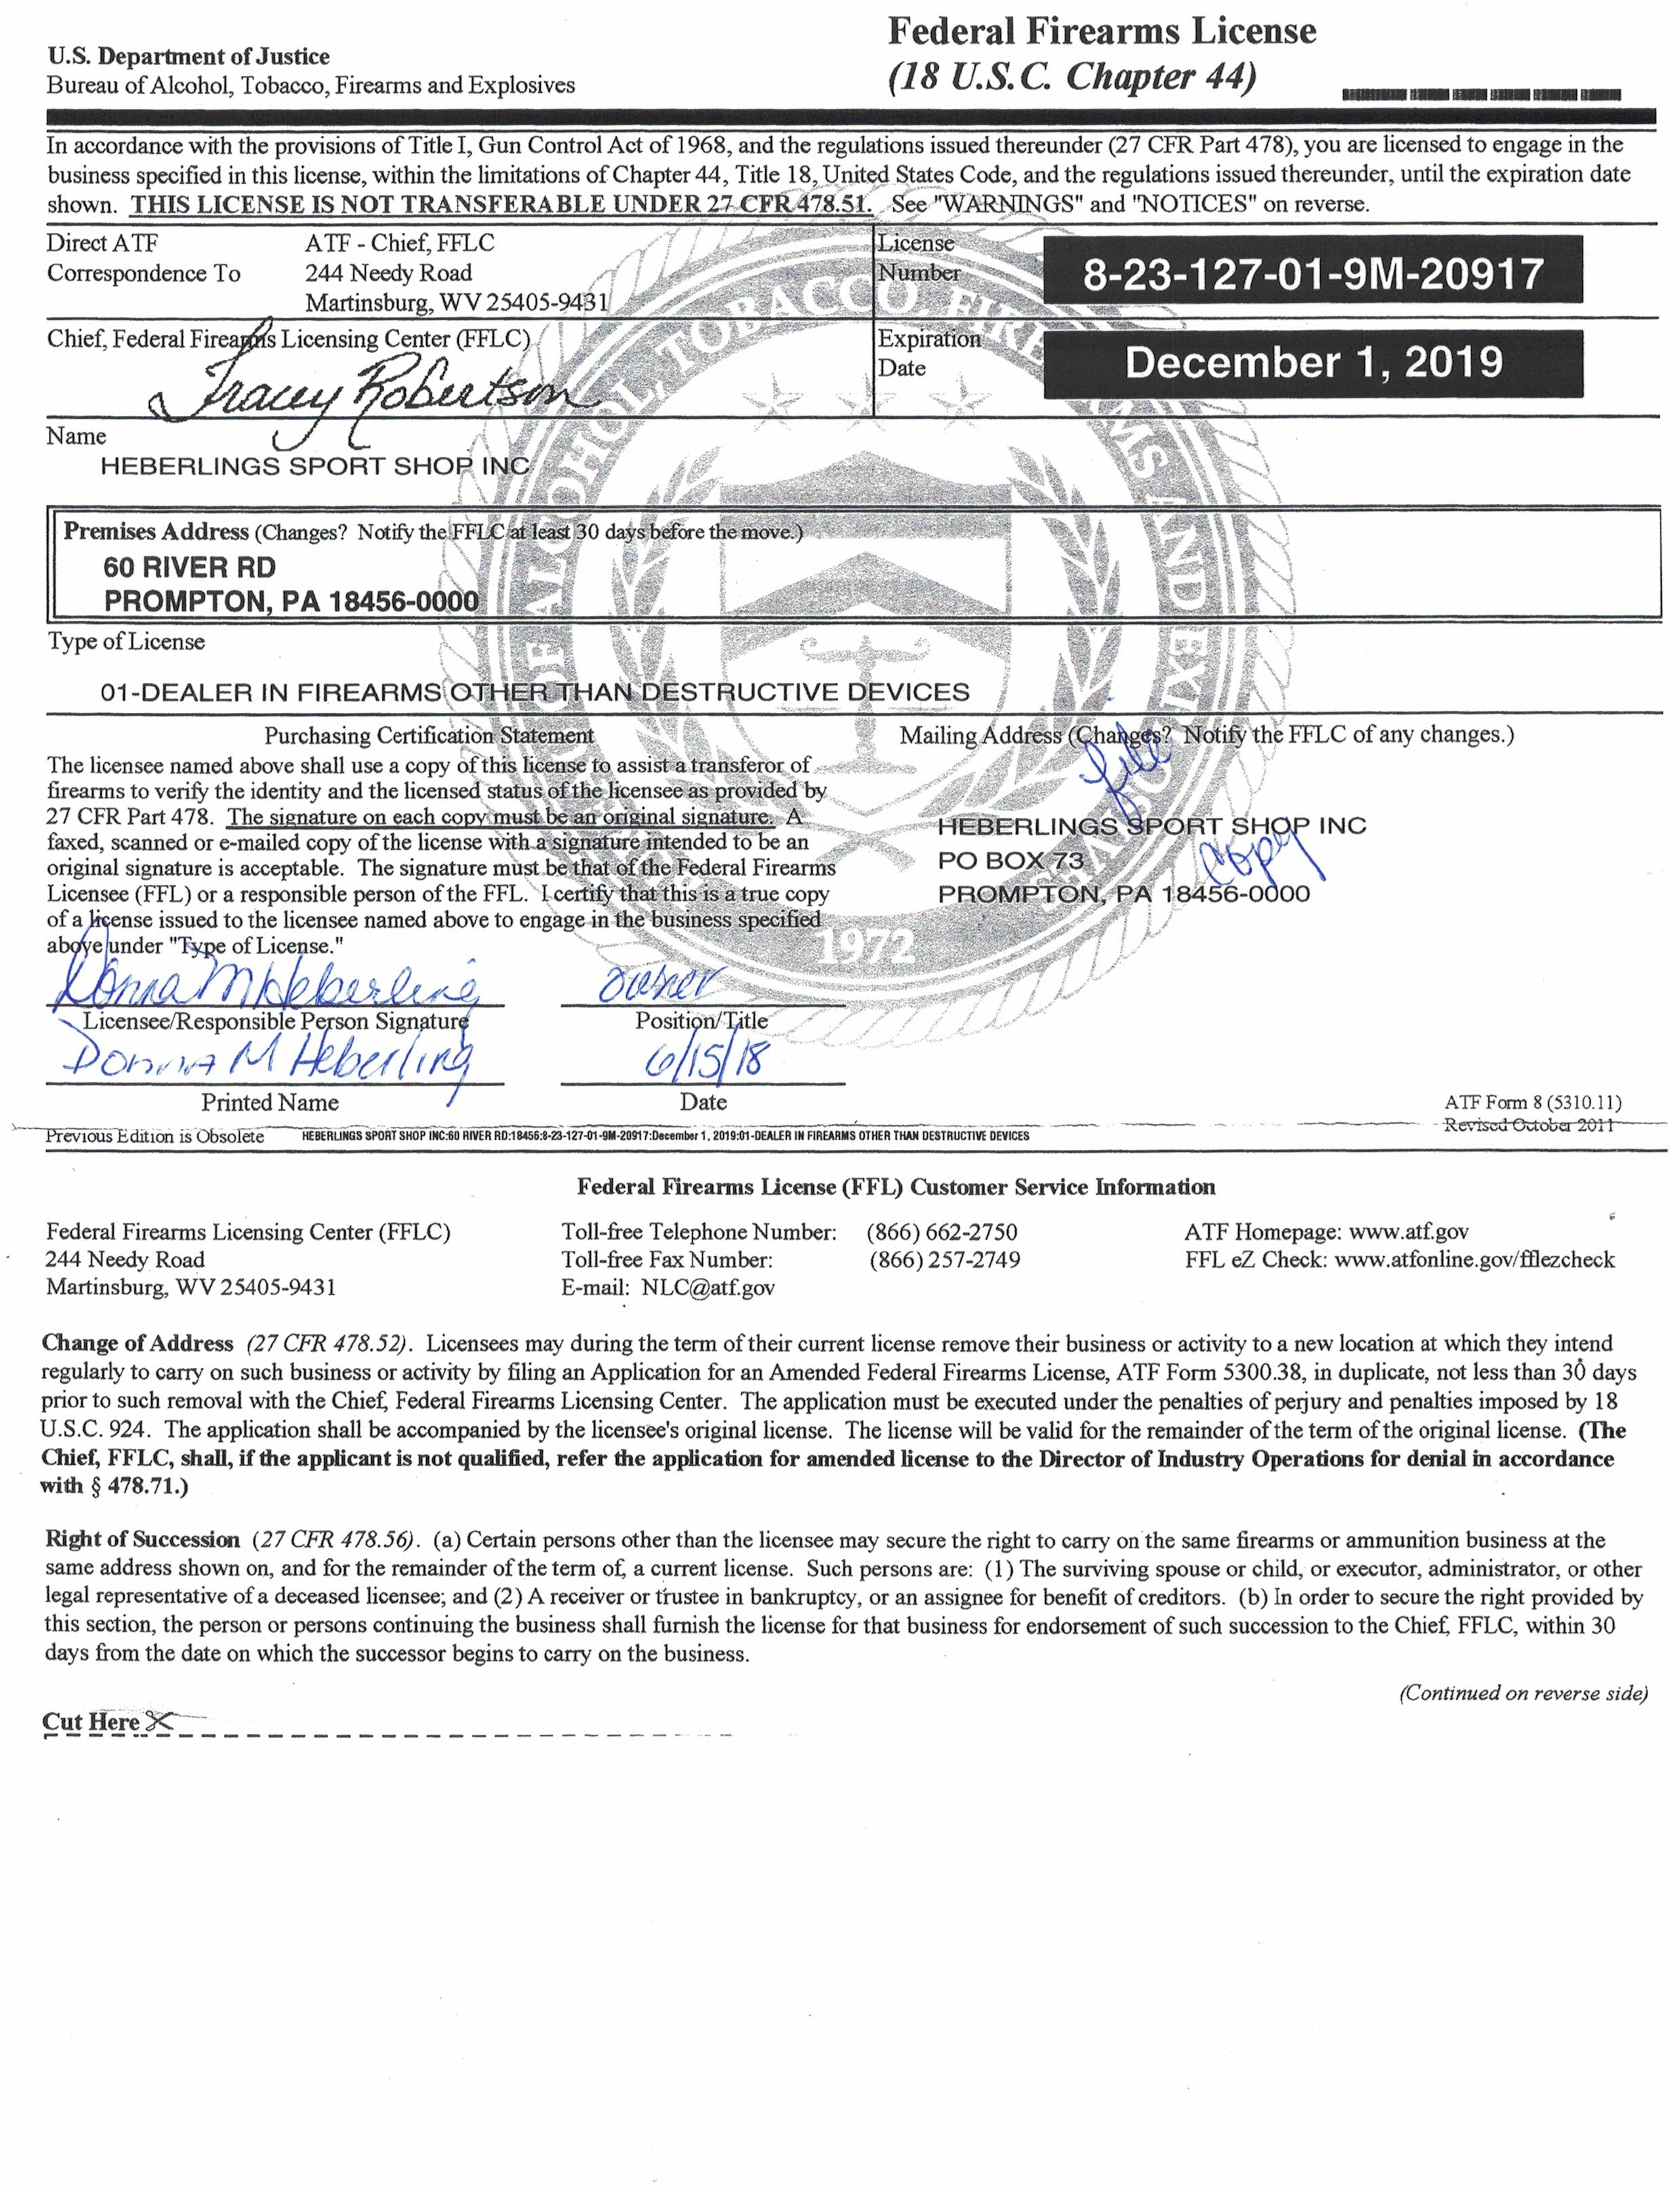 U.S. Department of Justice
Bureau of Alcohol, Tobacco, Firearms and Explosives
Federal Firearms License
(18 U.S.C. Chapter 44)
In accordance with the provisions of Title I, Gun Control Act of 1968, and the regulations issued thereunder (27 CFR Part 478), you are licensed to engage in the
business specified in this license, within the limitations of Chapter 44, Title 18, United States Code, and the regulations issued thereunder, until the expiration date
shown. THIS LICENSE IS NOT TRANSFERABLE UNDER 27 CFR 478.51. See "WARNINGS" and "NOTICES" on reverse.
Direct ATF
Correspondence To
ATF - Chief, FFLC
244 Needy Road
Martinsburg, WV 25405-9431
License
Number
8-23-127-01-9M-20917
Chief, Federal Firearms Licensing Center (FFLC)
Tracey Robertson
Expiration
Date
December 1, 2019
Name
HEBERLINGS SPORT SHOP INC
Premises Address (Changes? Notify the FFLC at least 30 days before the move.)
60 RIVER RD
PROMPTON, PA 18456-0000
Type of License
01-DEALER IN FIREARMS OTHER THAN DESTRUCTIVE DEVICES
Purchasing Certification Statement
The licensee named above shall use a copy of this license to assist a transferor of
firearms to verify the identity and the licensed status of the licensee as provided by
27 CFR Part 478. The signature on each copy must be an original signature. A
faxed, scanned or e-mailed copy of the license with a signature intended to be an
original signature is acceptable. The signature must be that of the Federal Firearms
Licensee (FFL) or a responsible person of the FFL. I certify that this is a true copy
of a license issued to the licensee named above to engage in the business specified
above under "Type of License."
Mailing Address (Changes? Notify the FFLC of any changes.)
file
HEBERLINGS SPORT SHOP INC
Copy
PO BOX 73
PROMPTON, PA 18456-0000
1972
Donna M Heberling
owner
Licensee/Responsible Person Signature
Position/Title
Donna M Heberling
6/15/18
Printed Name
Date
ATF Form 8 (5310.11)
Revised October 2011
Previous Edition is Obsolete
HEBERLINGS SPORT SHOP INC:60 RIVER RD:18456:8-23-127-01-9M-20917:December 1, 2019:01-DEALER IN FIREARMS OTHER THAN DESTRUCTIVE DEVICES
Federal Firearms License (FFL) Customer Service Information
Federal Firearms Licensing Center (FFLC)
244 Needy Road
Martinsburg, WV 25405-9431
Toll-free Telephone Number: (866) 662-2750
Toll-free Fax Number: (866) 257-2749
E-mail: NLC@atf.gov
ATF Homepage: www.atf.gov
FFL eZ Check: www.atfonline.gov/fflezcheck
Change of Address (27 CFR 478.52). Licensees may during the term of their current license remove their business or activity to a new location at which they intend
regularly to carry on such business or activity by filing an Application for an Amended Federal Firearms License, ATF Form 5300.38, in duplicate, not less than 30 days
prior to such removal with the Chief, Federal Firearms Licensing Center. The application must be executed under the penalties of perjury and penalties imposed by 18
U.S.C. 924. The application shall be accompanied by the licensee's original license. The license will be valid for the remainder of the term of the original license. (The
Chief, FFLC, shall, if the applicant is not qualified, refer the application for amended license to the Director of Industry Operations for denial in accordance
with § 478.71.)
Right of Succession (27 CFR 478.56). (a) Certain persons other than the licensee may secure the right to carry on the same firearms or ammunition business at the
same address shown on, and for the remainder of the term of, a current license. Such persons are: (1) The surviving spouse or child, or executor, administrator, or other
legal representative of a deceased licensee; and (2) A receiver or trustee in bankruptcy, or an assignee for benefit of creditors. (b) In order to secure the right provided by
this section, the person or persons continuing the business shall furnish the license for that business for endorsement of such succession to the Chief, FFLC, within 30
days from the date on which the successor begins to carry on the business.
(Continued on reverse side)
Cut Here